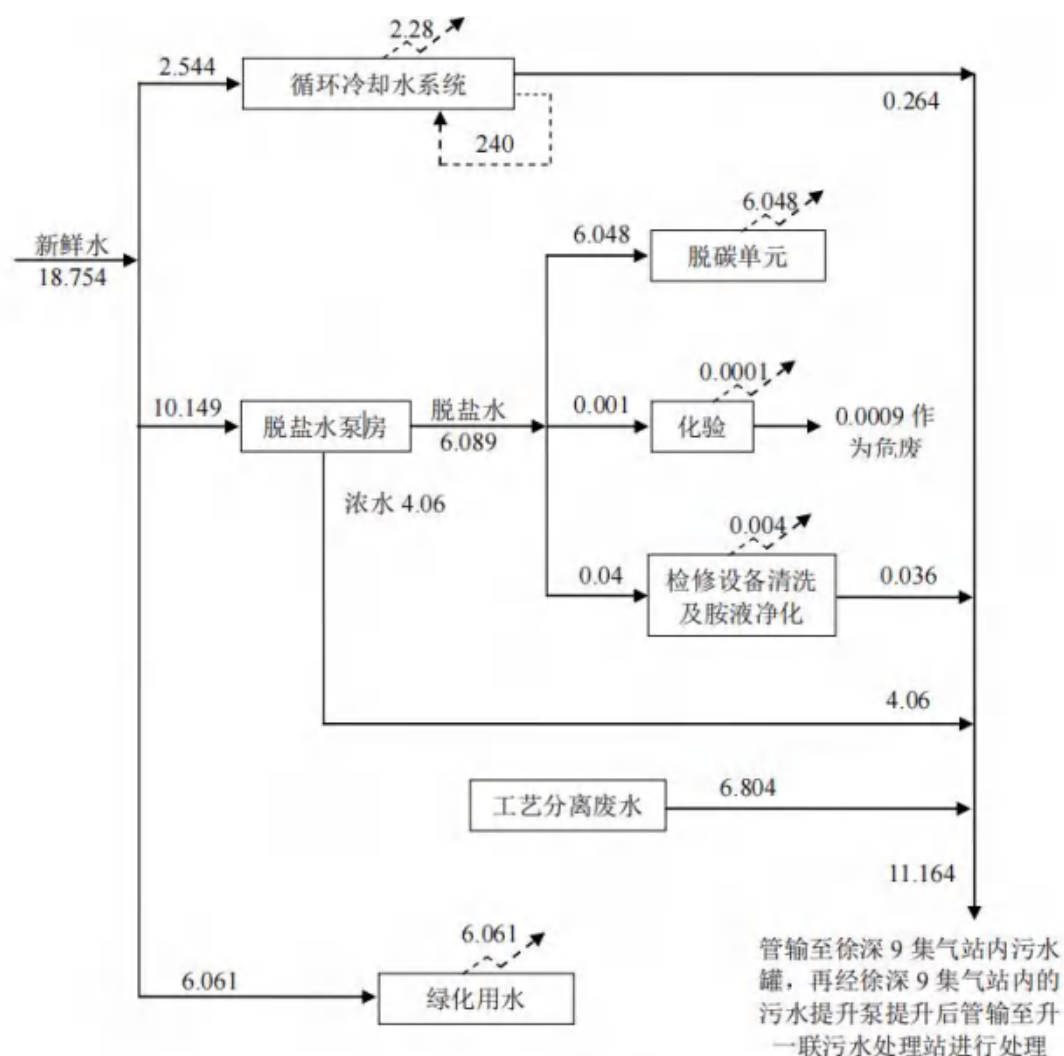 2.28
2.544
循环冷却水系统
0.264
240
新鲜水
18.754
6.048
6.048
脱碳单元
0.0001
10.149
脱盐水泵房
脱盐水
6.089
0.001
化验
0.0009 作
为危废
浓水 4.06
0.004
0.04
检修设备清洗
及胺液净化
0.036
4.06
工艺分离废水
6.804
11.164
6.061
6.061
绿化用水
管输至徐深 9 集气站内污水
罐，再经徐深 9 集气站内的
污水提升泵提升后管输至升
一联污水处理站进行处理